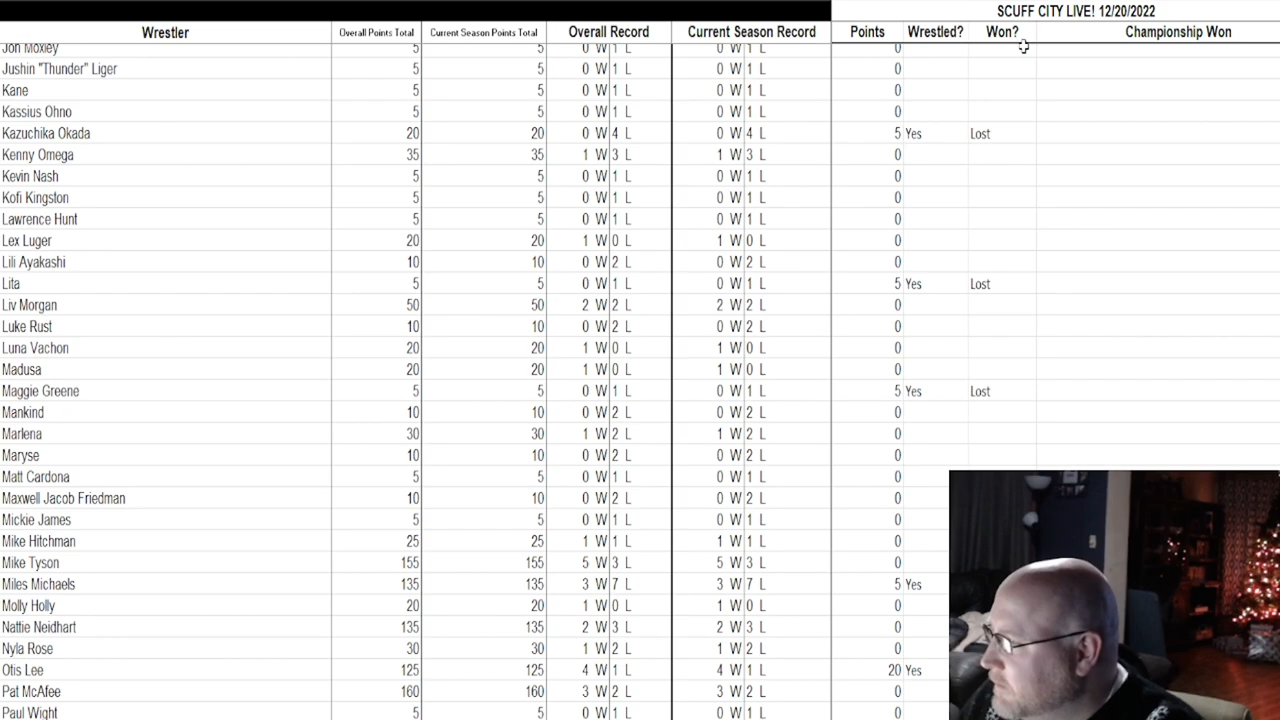 SCUFF CITY LIVE! 12/20/2022
Wrestler Overall Points Total Current Season Points Total Overall Record Current Season Record Points Wrestled? Won? Championship Won
Jon Moxley 5 5 0 W 1 L 0 W 1 L 0
Jushin "Thunder" Liger 5 5 0 W 1 L 0 W 1 L 0
Kane 5 5 0 W 1 L 0 W 1 L 0
Kassius Ohno 5 5 0 W 1 L 0 W 1 L 0
Kazuchika Okada 20 20 0 W 4 L 0 W 4 L 5 Yes Lost
Kenny Omega 35 35 1 W 3 L 1 W 3 L 0
Kevin Nash 5 5 0 W 1 L 0 W 1 L 0
Kofi Kingston 5 5 0 W 1 L 0 W 1 L 0
Lawrence Hunt 5 5 0 W 1 L 0 W 1 L 0
Lex Luger 20 20 1 W 0 L 1 W 0 L 0
Lili Ayakashi 10 10 0 W 2 L 0 W 2 L 0
Lita 5 5 0 W 1 L 0 W 1 L 5 Yes Lost
Liv Morgan 50 50 2 W 2 L 2 W 2 L 0
Luke Rust 10 10 0 W 2 L 0 W 2 L 0
Luna Vachon 20 20 1 W 0 L 1 W 0 L 0
Madusa 20 20 1 W 0 L 1 W 0 L 0
Maggie Greene 5 5 0 W 1 L 0 W 1 L 5 Yes Lost
Mankind 10 10 0 W 2 L 0 W 2 L 0
Marlena 30 30 1 W 2 L 1 W 2 L 0
Maryse 10 10 0 W 2 L 0 W 2 L 0
Matt Cardona 5 5 0 W 1 L 0 W 1 L 0
Maxwell Jacob Friedman 10 10 0 W 2 L 0 W 2 L 0
Mickie James 5 5 0 W 1 L 0 W 1 L 0
Mike Hitchman 25 25 1 W 1 L 1 W 1 L 0
Mike Tyson 155 155 5 W 3 L 5 W 3 L 0
Miles Michaels 135 135 3 W 7 L 3 W 7 L 5 Yes
Molly Holly 20 20 1 W 0 L 1 W 0 L 0
Nattie Neidhart 135 135 2 W 3 L 2 W 3 L 0
Nyla Rose 30 30 1 W 2 L 1 W 2 L 0
Otis Lee 125 125 4 W 1 L 4 W 1 L 20 Yes
Pat McAfee 160 160 3 W 2 L 3 W 2 L 0
Paul Wight 5 5 0 W 1 L 0 W 1 L 0